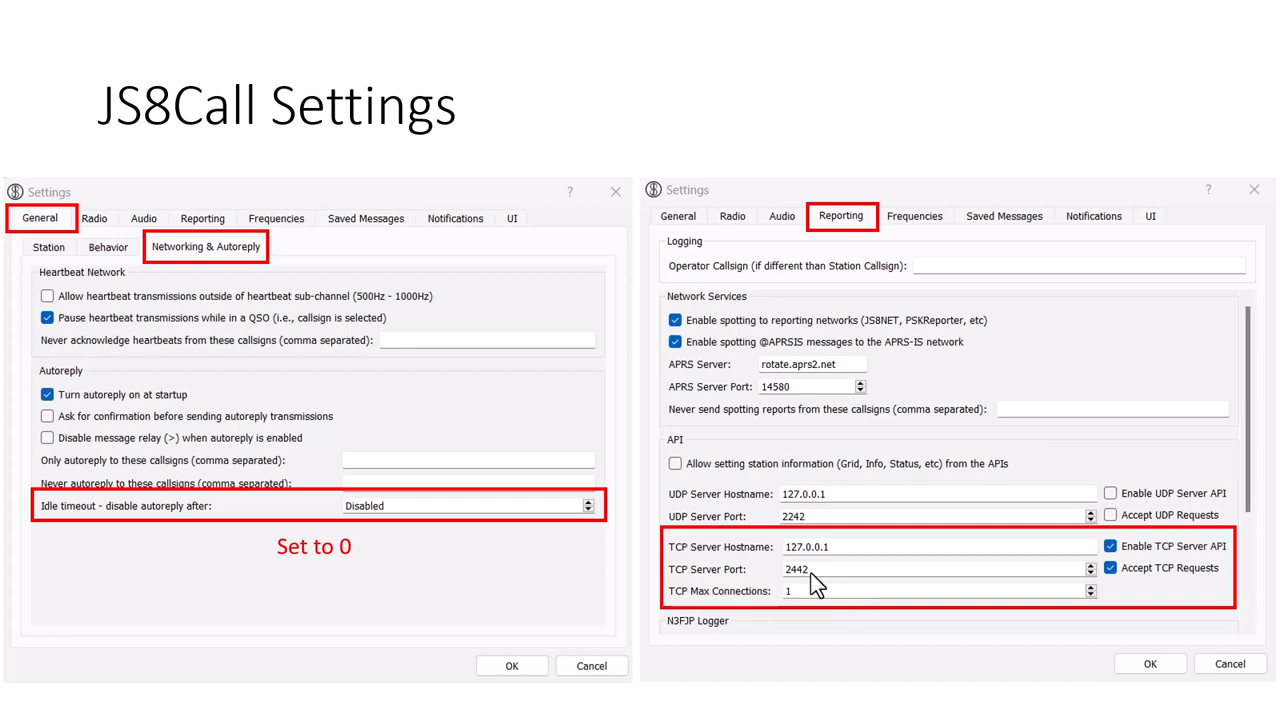 JS8Call Settings
Settings
?
General Radio Audio Reporting Frequencies Saved Messages Notifications UI
Station Behavior Networking & Autoreply
Heartbeat Network
Allow heartbeat transmissions outside of heartbeat sub-channel (500Hz - 1000Hz)
Pause heartbeat transmissions while in a QSO (i.e., callsign is selected)
Never acknowledge heartbeats from these callsigns (comma separated):
Autoreply
Turn autoreply on at startup
Ask for confirmation before sending autoreply transmissions
Disable message relay (>) when autoreply is enabled
Only autoreply to these callsigns (comma separated):
Never autoreply to these callsigns (comma separated):
Idle timeout - disable autoreply after: Disabled
Set to 0
OK Cancel
Settings
?
General Radio Audio Reporting Frequencies Saved Messages Notifications UI
Logging
Operator Callsign (if different than Station Callsign):
Network Services
Enable spotting to reporting networks (JS8NET, PSKReporter, etc)
Enable spotting @APRSIS messages to the APRS-IS network
APRS Server: rotate.aprs2.net
APRS Server Port: 14580
Never send spotting reports from these callsigns (comma separated):
API
Allow setting station information (Grid, Info, Status, etc) from the APIs
UDP Server Hostname: 127.0.0.1 Enable UDP Server API
UDP Server Port: 2242 Accept UDP Requests
TCP Server Hostname: 127.0.0.1 Enable TCP Server API
TCP Server Port: 2442 Accept TCP Requests
TCP Max Connections: 1
N3FJP Logger
OK Cancel